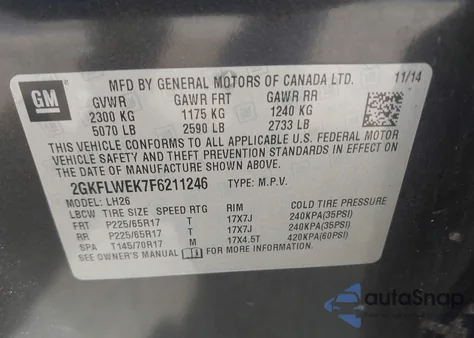 GM
MFD BY GENERAL MOTORS OF CANADA LTD. 11/14
GVWR GAWR FRT GAWR RR
2300 KG 1175 KG 1240 KG
5070 LB 2590 LB 2733 LB
THIS VEHICLE CONFORMS TO ALL APPLICABLE U.S. FEDERAL MOTOR
VEHICLE SAFETY, BUMPER, AND THEFT PREVENTION STANDARDS IN EFFECT ON THE
DATE OF MANUFACTURE SHOWN ABOVE.
2GKFLWEK7F6211246 TYPE: M.P.V.
MODEL: LH26
LBCW TIRE SIZE SPEED RTG RIM COLD TIRE PRESSURE
FRT P225/65R17 T 17X7J 240KPA(35PSI)
RR P225/65R17 T 17X7J 240KPA(35PSI)
SPA T145/70R17 M 17X4.5T 420KPA(60PSI)
SEE OWNER'S MANUAL FOR MORE INFORMATION.
autoSnap